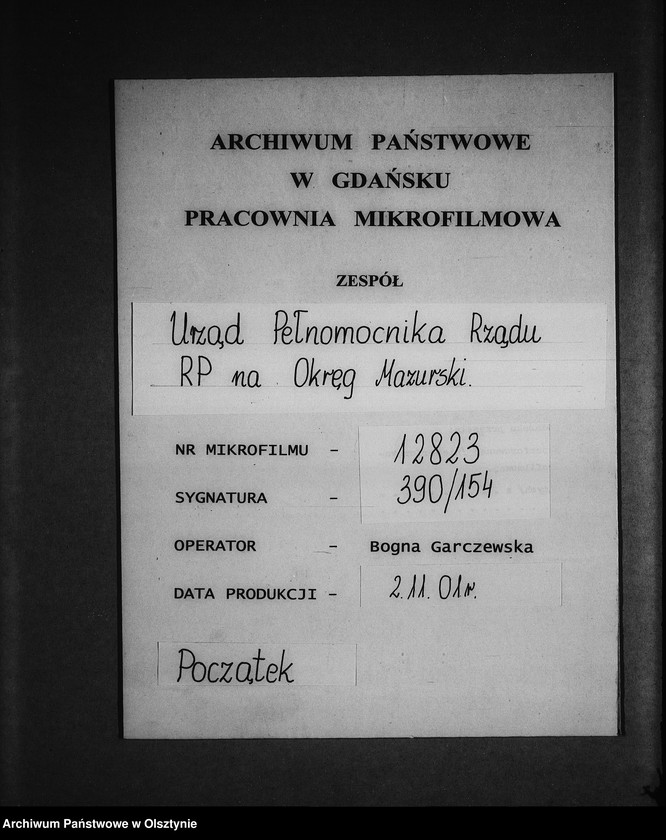 ARCHIWUM PAŃSTWOWE
W GDAŃSKU
PRACOWNIA MIKROFILMOWA
ZESPÓŁ
Urząd Pełnomocnika Rządu
RP na Okręg Mazurski.
NR MIKROFILMU – 12823
SYGNATURA – 390/154
OPERATOR – Bogna Garczewska
DATA PRODUKCJI – 2.11.01r.
Początek
Archiwum Państwowe w Olsztynie